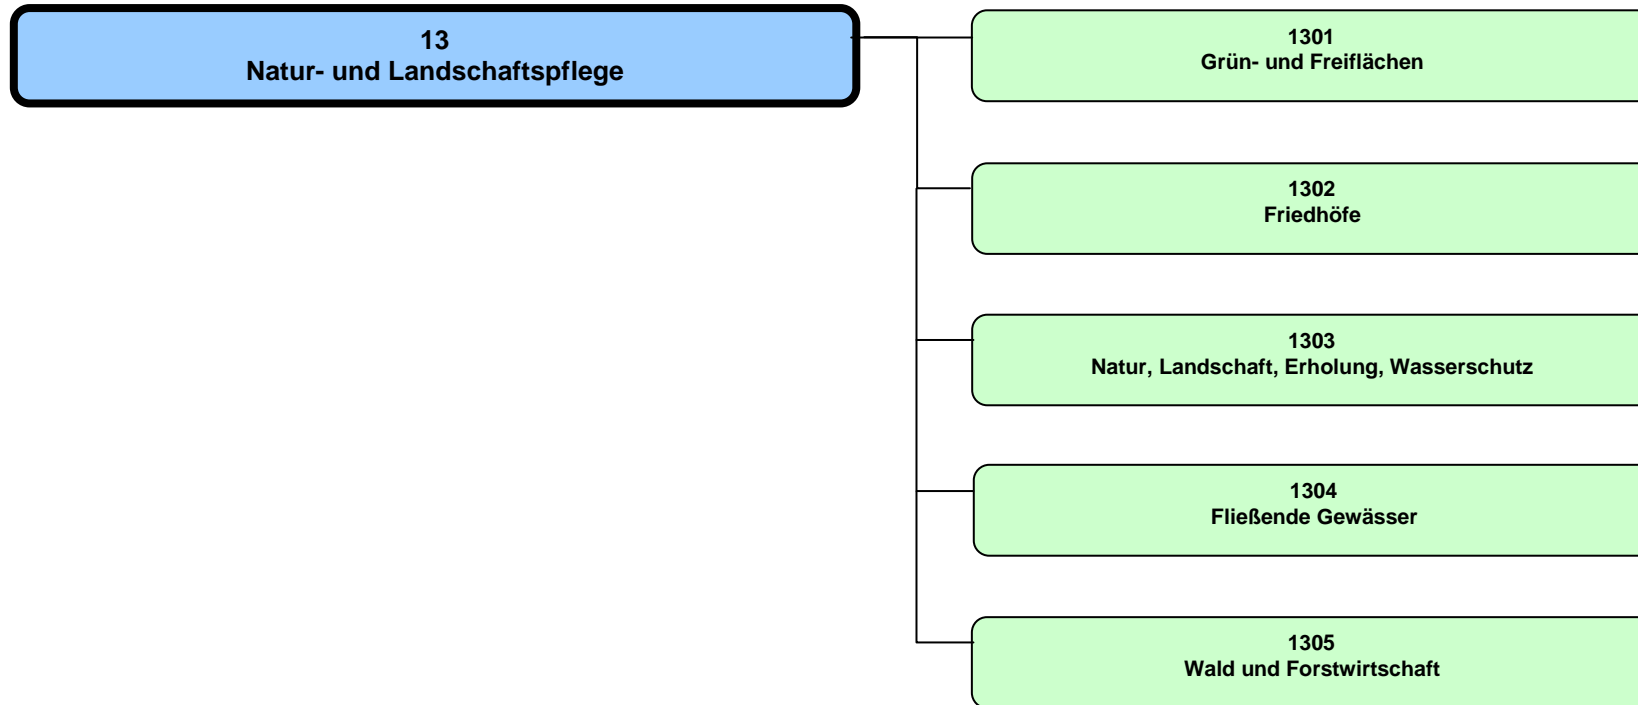 13
Natur- und Landschaftspflege
1301
Grün- und Freiflächen
1302
Friedhöfe
1303
Natur, Landschaft, Erholung, Wasserschutz
1304
Fließende Gewässer
1305
Wald und Forstwirtschaft